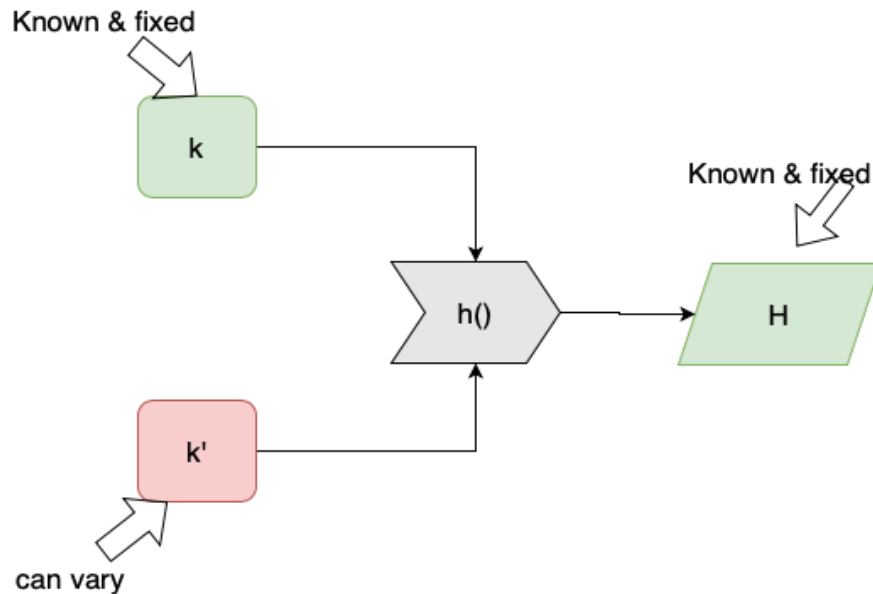 Known & fixed
k
Known & fixed
h()
H
k'
can vary